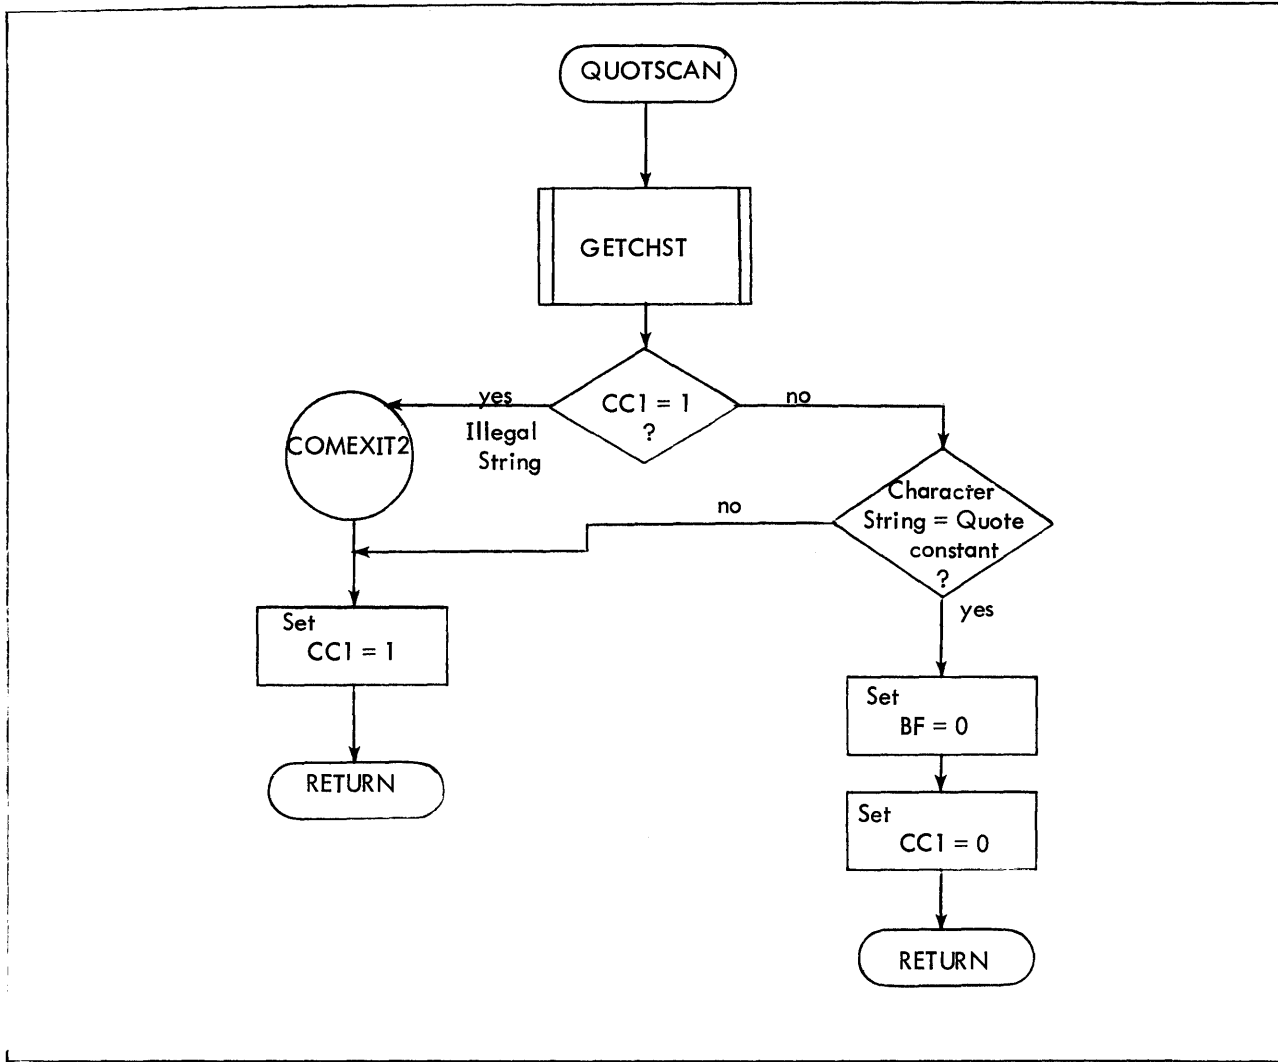 QUOTSCAN
GETCHST
CC1 = 1
?
yes
Illegal
String
no
COMEXIT2
Character
String = Quote
constant
?
no
yes
Set
CC1 = 1
RETURN
Set
BF = 0
Set
CC1 = 0
RETURN